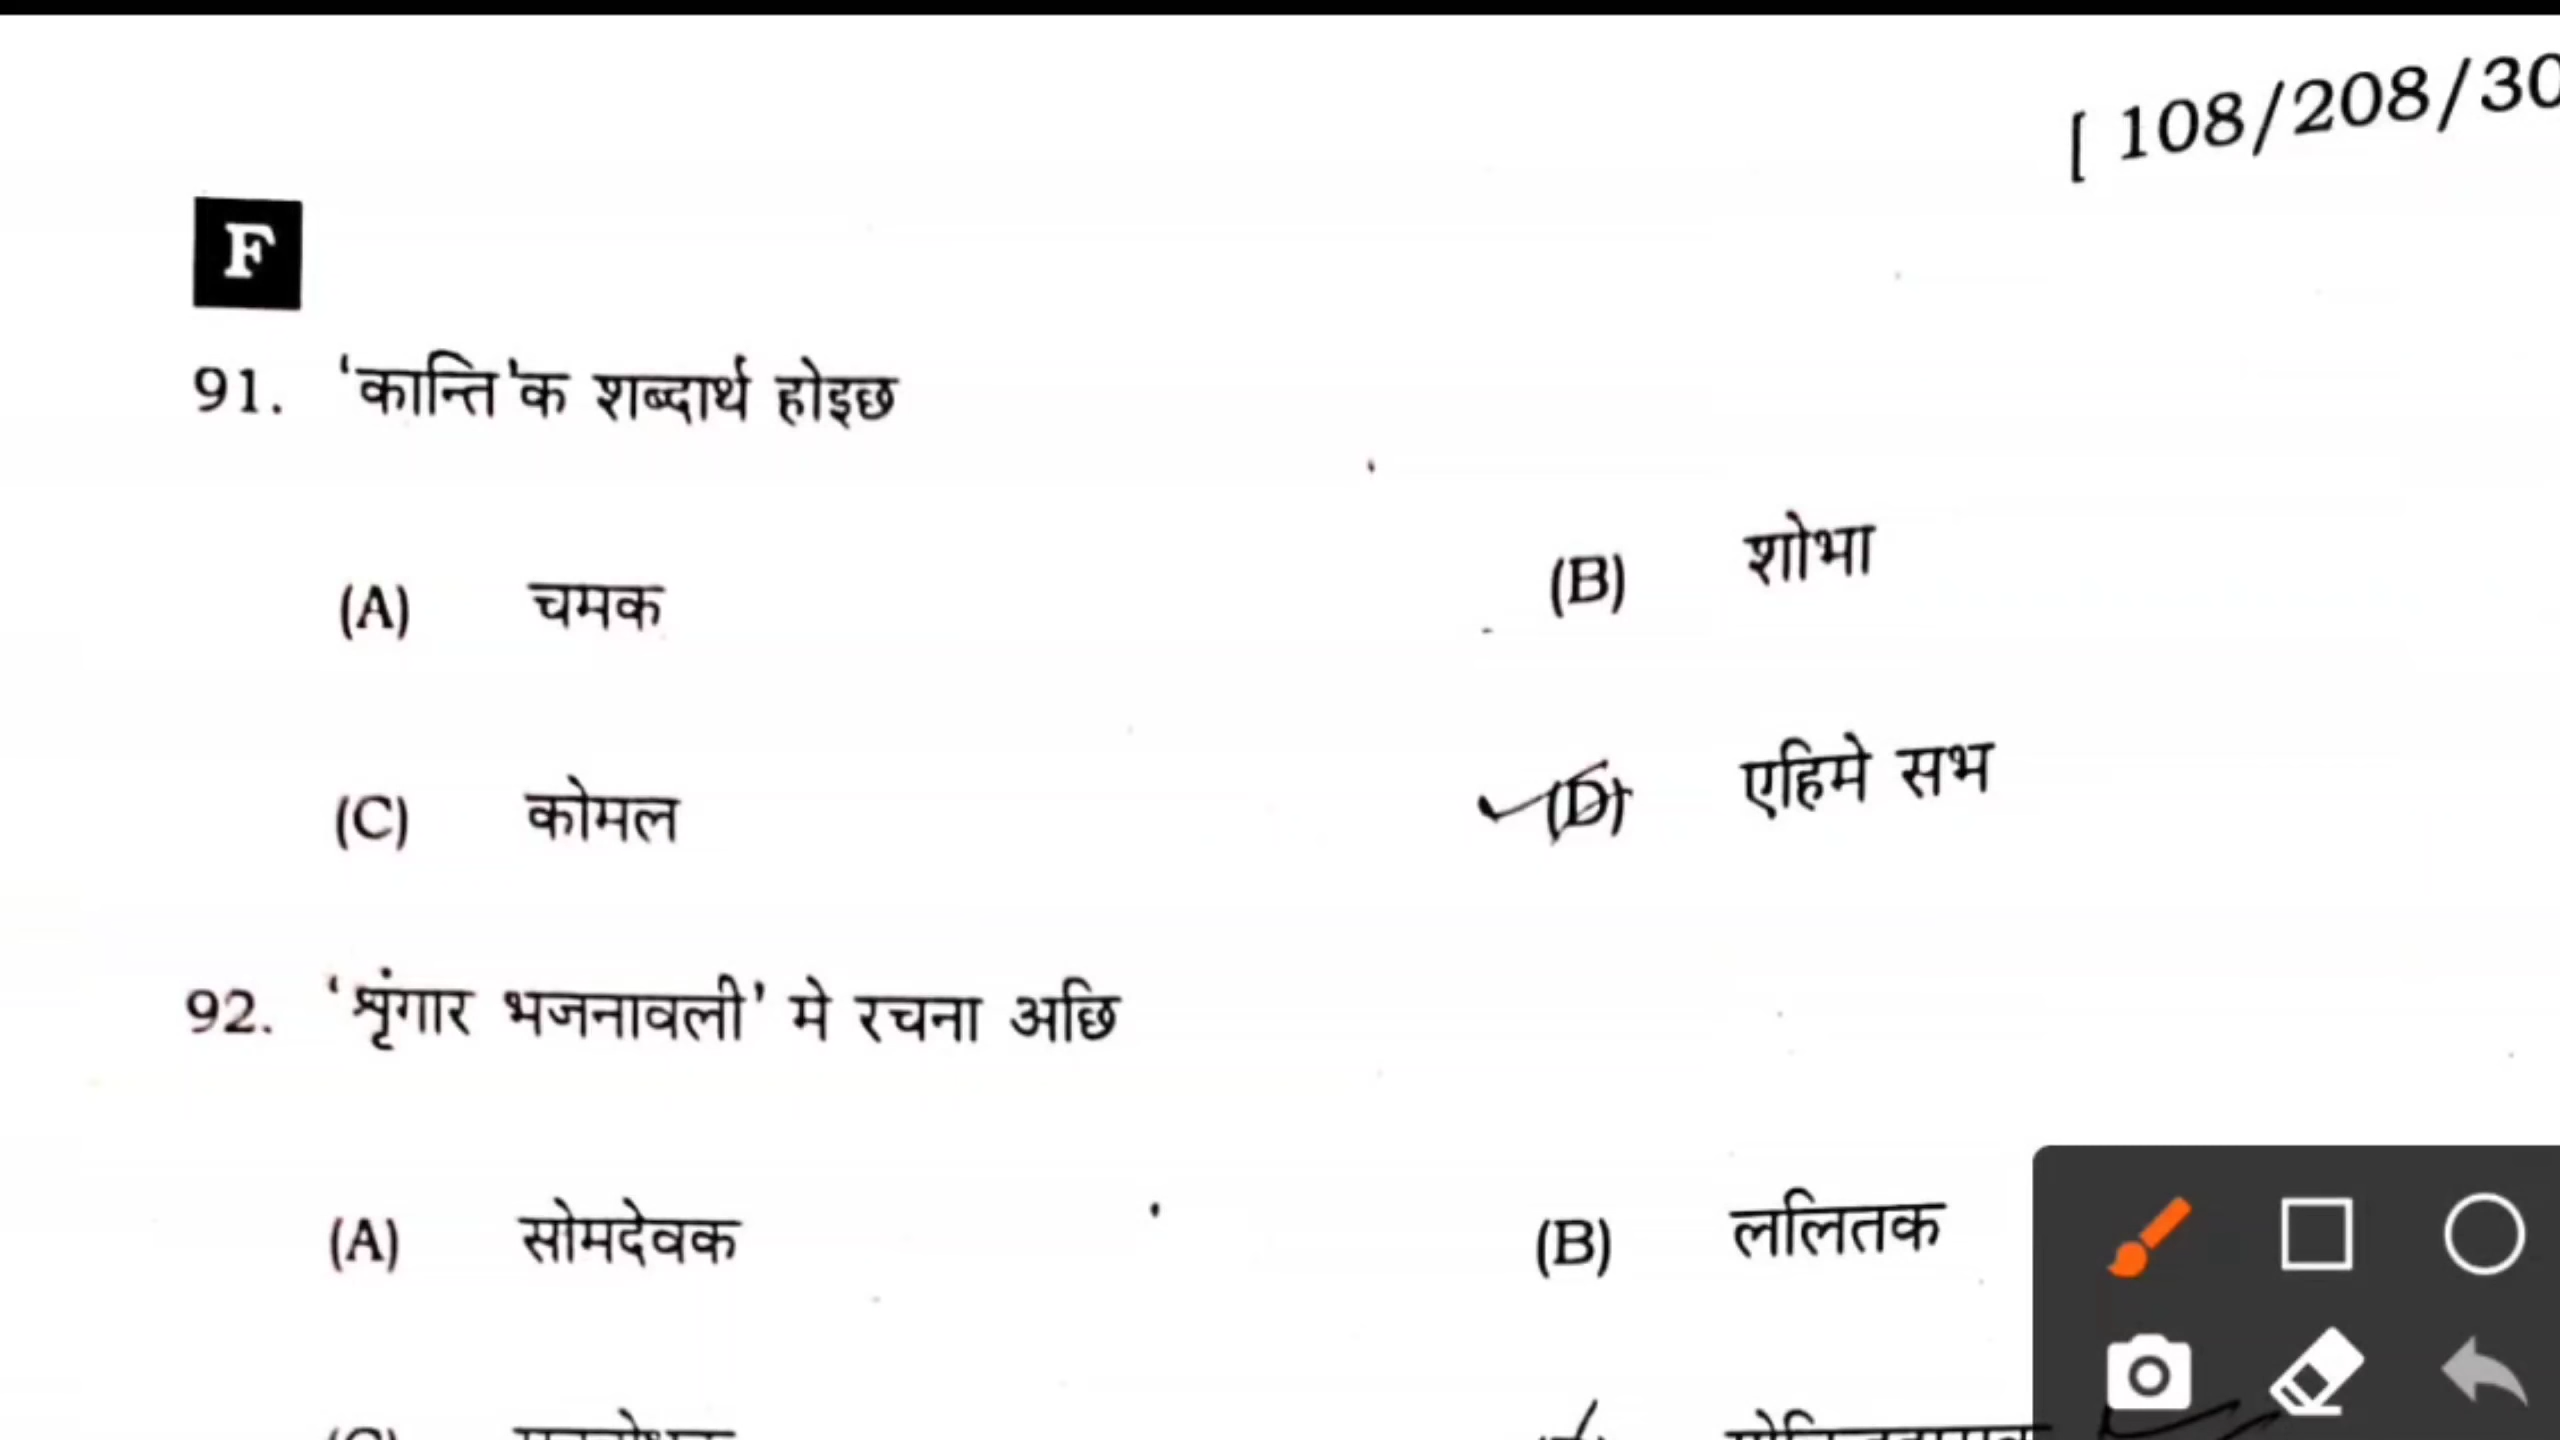 [ 108/208/30
F
91. 'कान्ति'क शब्दार्थ होइछ
(A) चमक
(B) शोभा
(C) कोमल
(D) एहिमे सभ
92. 'शृंगार भजनावली' मे रचना अछि
(A) सोमदेवक
(B) ललितक